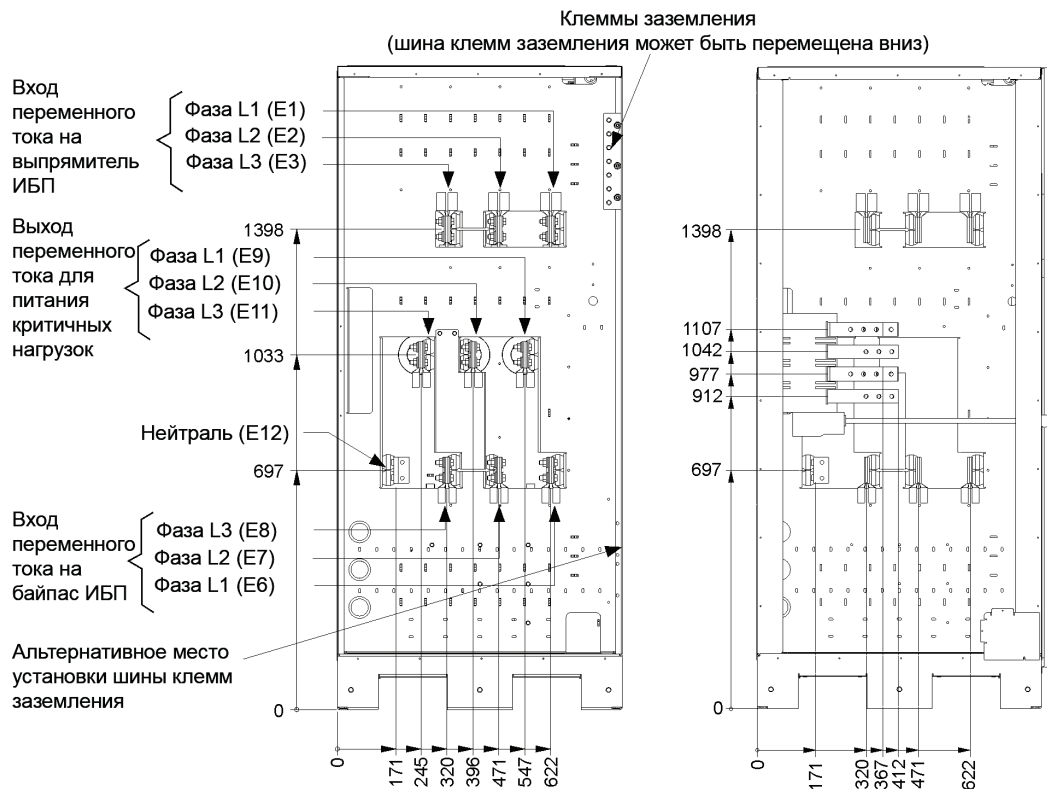 Клеммы заземления
(шина клемм заземления может быть перемещена вниз)
Вход
переменного
тока на
выпрямитель
ИБП
Фаза L1 (E1)
Фаза L2 (E2)
Фаза L3 (E3)
Выход
переменного
тока для
питания
критичных
нагрузок
Фаза L1 (E9)
Фаза L2 (E10)
Фаза L3 (E11)
Нейтраль (E12)
Вход
переменного
тока на
байпас ИБП
Фаза L3 (E8)
Фаза L2 (E7)
Фаза L1 (E6)
Альтернативное место
установки шины клемм
заземления
1398
1033
697
0
0
171
245
320
396
471
547
622
1398
1107
1042
977
912
697
0
0
171
320
367
412
471
622